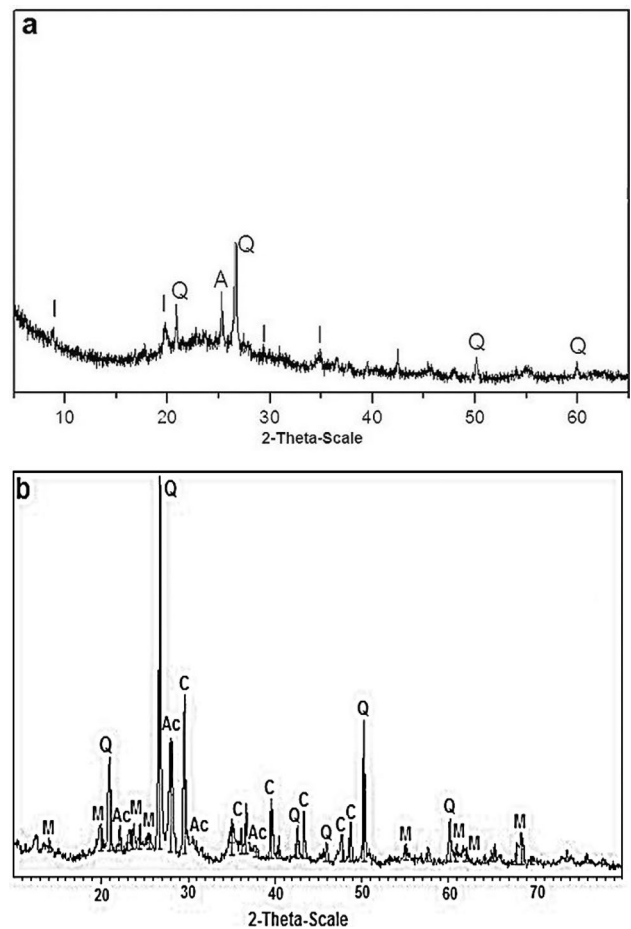 a
Q
I I Q A I I Q Q
10 20 30 40 50 60
2-Theta-Scale
b
Q
C
Ac
Q Q
M M Ac M M Ac C Ac C Q C Q C C M Q M M M
20 30 40 50 60 70
2-Theta-Scale